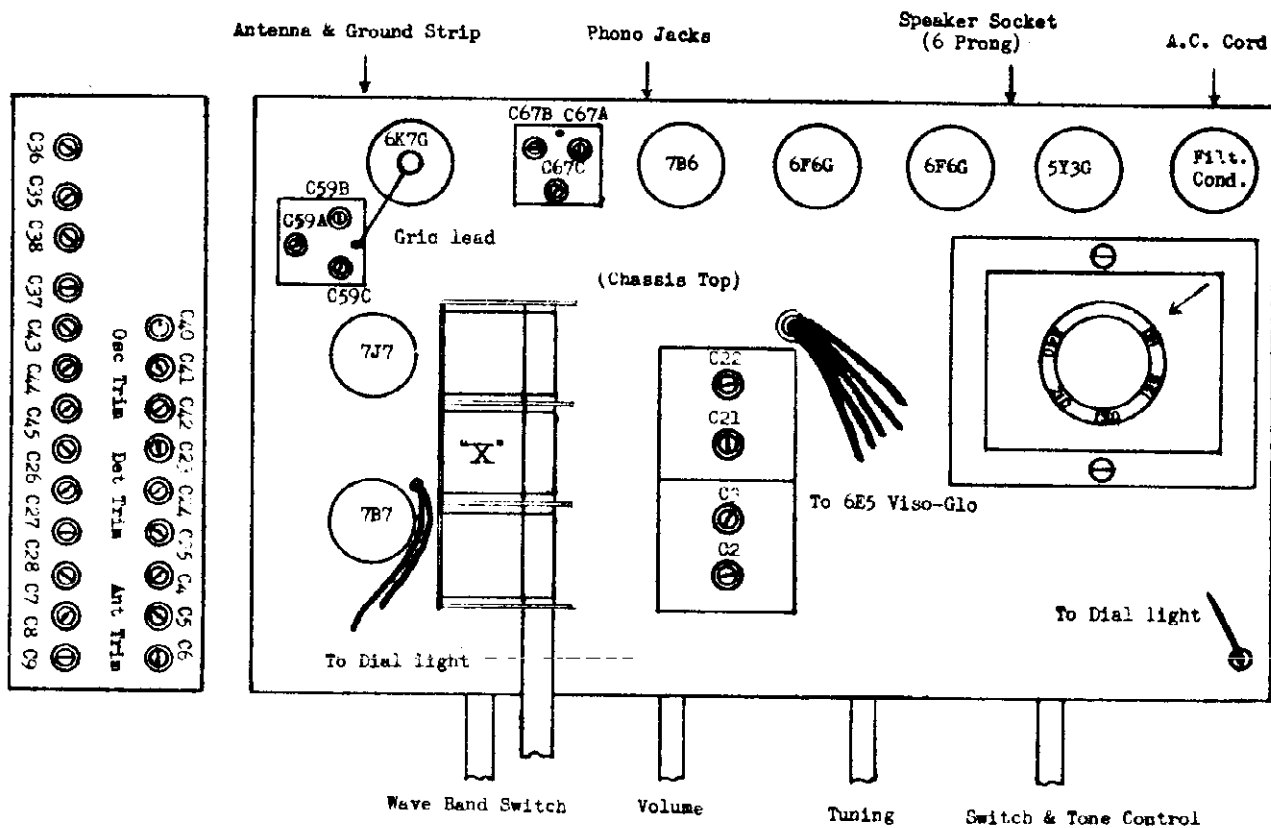 Antenna & Ground Strip
Phono Jacks
Speaker Socket
(6 Prong)
A.C. Cord
C36
C35
C38
C37
C43
C44
C45
C26
C27
C28
C7
C8
C9
Osc Trim
Det Trim
Ant Trim
C40
C41
C42
C23
C4
C5
C6
6K7G
C67B C67A
C67C
7B6
6F6G
6F6G
5Y3G
Filt.
Cond.
C59B
C59A
C59C
Gric lead
(Chassis Top)
7J7
"X"
7B7
C22
C21
C2
To 6E5 Viso-Glo
To Dial light
To Dial light
Wave Band Switch
Volume
Tuning
Switch & Tone Control